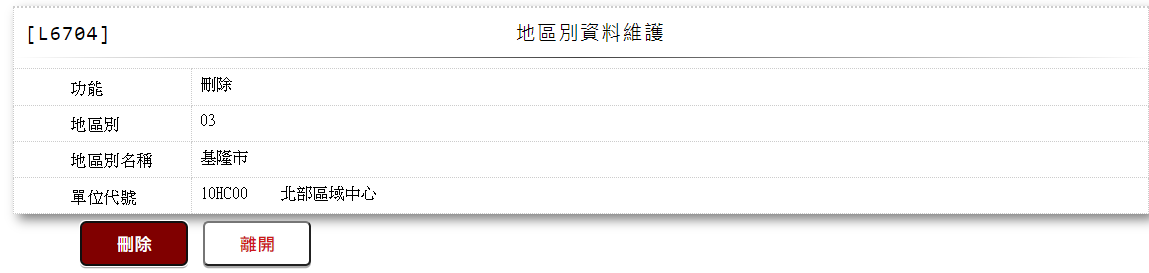 [L6704] 地區別資料維護
功能 刪除
地區別 03
地區別名稱 基隆市
單位代號 10HC00 北部區域中心
刪除 離開